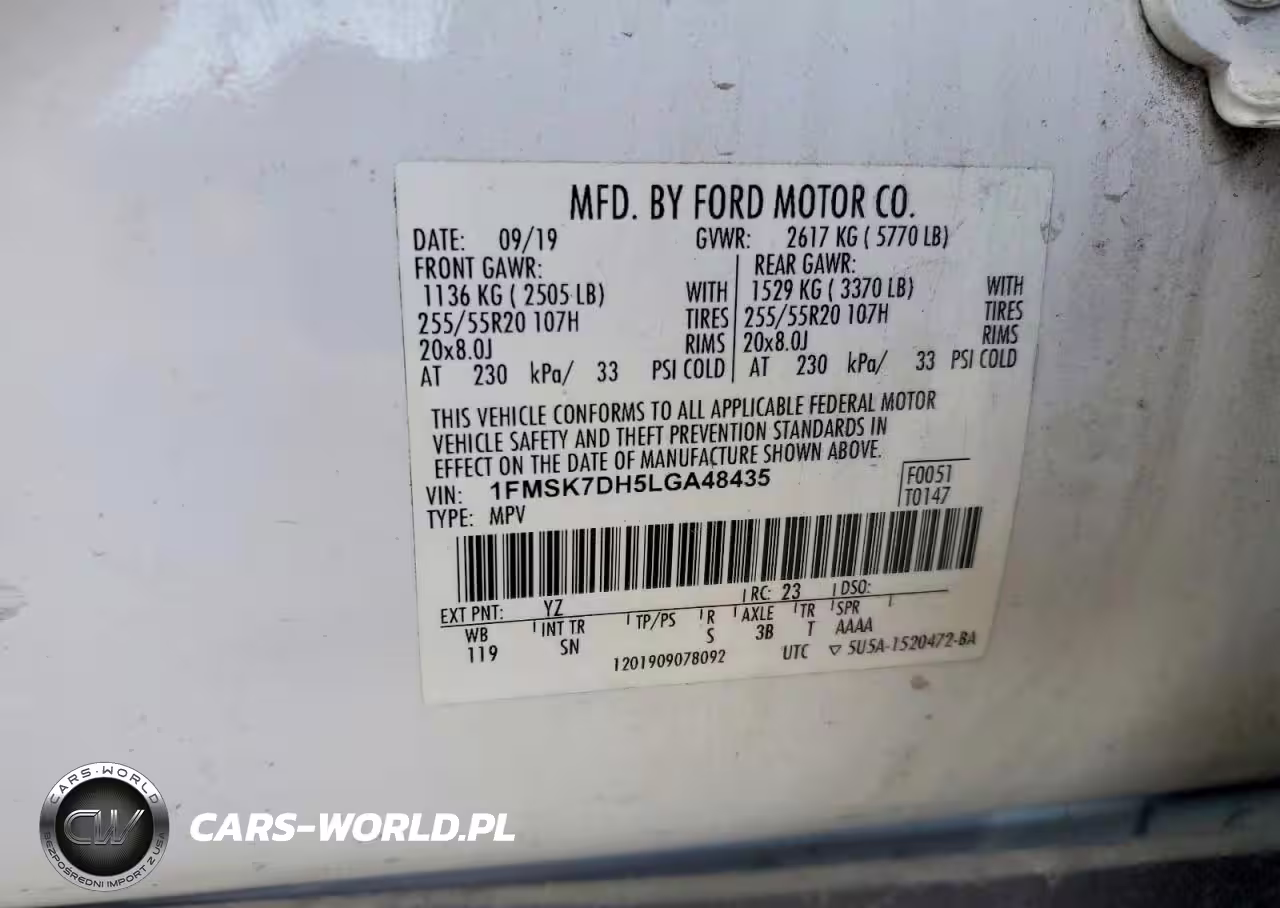 MFD. BY FORD MOTOR CO.
DATE: 09/19 GVWR: 2617 KG ( 5770 LB)
FRONT GAWR: REAR GAWR:
1136 KG ( 2505 LB) WITH 1529 KG ( 3370 LB) WITH
255/55R20 107H TIRES 255/55R20 107H TIRES
20x8.0J RIMS 20x8.0J RIMS
AT 230 kPa/ 33 PSI COLD AT 230 kPa/ 33 PSI COLD
THIS VEHICLE CONFORMS TO ALL APPLICABLE FEDERAL MOTOR
VEHICLE SAFETY AND THEFT PREVENTION STANDARDS IN
EFFECT ON THE DATE OF MANUFACTURE SHOWN ABOVE.
VIN: 1FMSK7DH5LGA48435 F0051
TYPE: MPV T0147
EXT PNT: YZ RC: 23 DSO:
WB INT TR TP/PS R AXLE TR SPR
119 SN S 3B T AAAA
1201909078092 UTC ▽ 5U5A-1520472-BA
CARS-WORLD
CW
BEZPOŚREDNI IMPORT Z USA
CARS-WORLD.PL